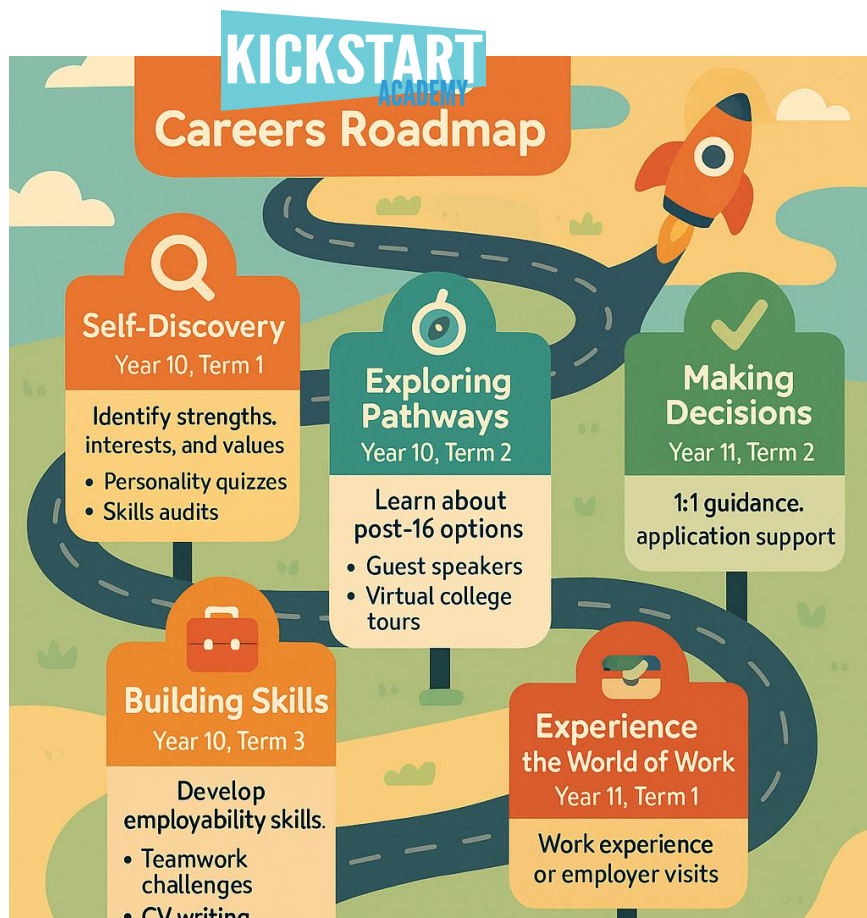 KICKSTART
ACADEMY
Careers Roadmap
Self-Discovery
Year 10, Term 1
Identify strengths.
interests, and values
• Personality quizzes
• Skills audits
Exploring
Pathways
Year 10, Term 2
Learn about
post-16 options
• Guest speakers
• Virtual college
tours
Making
Decisions
Year 11, Term 2
1:1 guidance.
application support
Building Skills
Year 10, Term 3
Develop
employability skills.
• Teamwork
challenges
• CV writing
Experience
the World of Work
Year 11, Term 1
Work experience
or employer visits